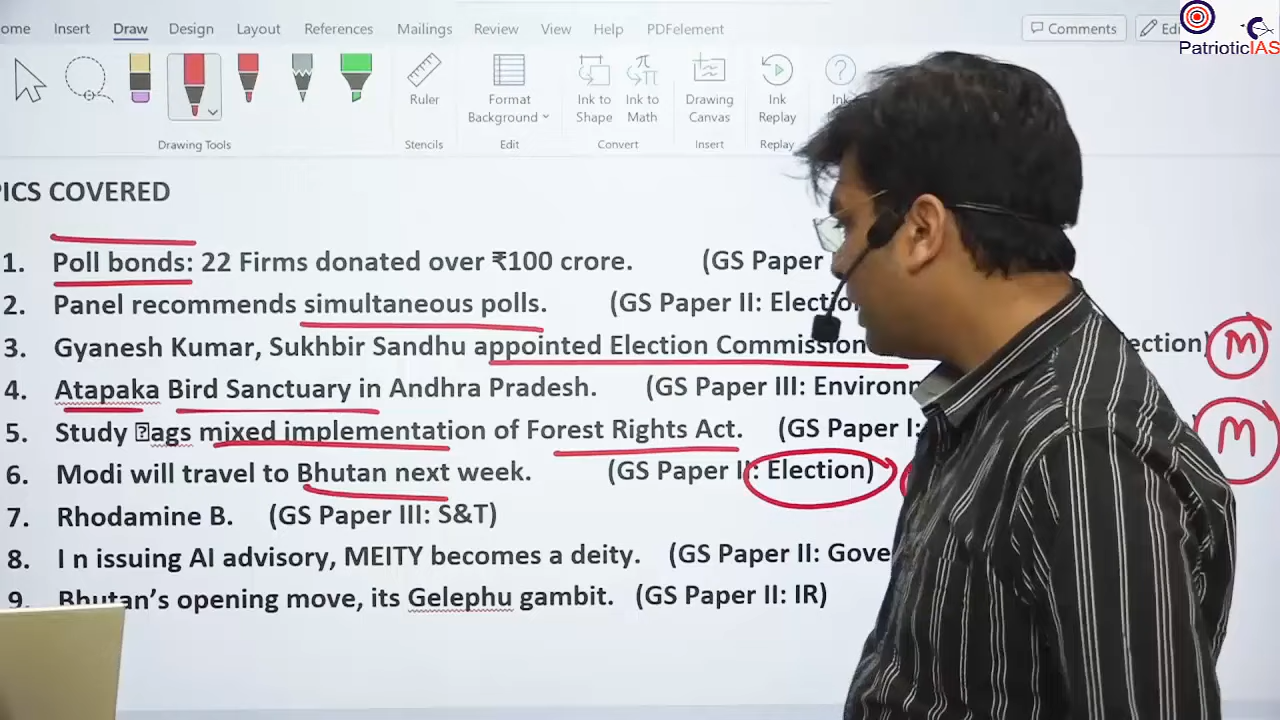 ome Insert Draw Design Layout References Mailings Review View Help PDFelement Comments Edi
PatrioticIAS
Ruler
Format Background
Ink to Shape
Ink to Math
Drawing Canvas
Ink Replay
Ink
Drawing Tools Stencils Edit Convert Insert Replay
PICS COVERED
1. Poll bonds: 22 Firms donated over ₹100 crore. (GS Paper
2. Panel recommends simultaneous polls. (GS Paper II: Electio
3. Gyanesh Kumar, Sukhbir Sandhu appointed Election Commission ection) M
4. Atapaka Bird Sanctuary in Andhra Pradesh. (GS Paper III: Environm
5. Study ags mixed implementation of Forest Rights Act. (GS Paper I: M
6. Modi will travel to Bhutan next week. (GS Paper II: Election)
7. Rhodamine B. (GS Paper III: S&T)
8. I n issuing AI advisory, MEITY becomes a deity. (GS Paper II: Gove
9. Bhutan’s opening move, its Gelephu gambit. (GS Paper II: IR)